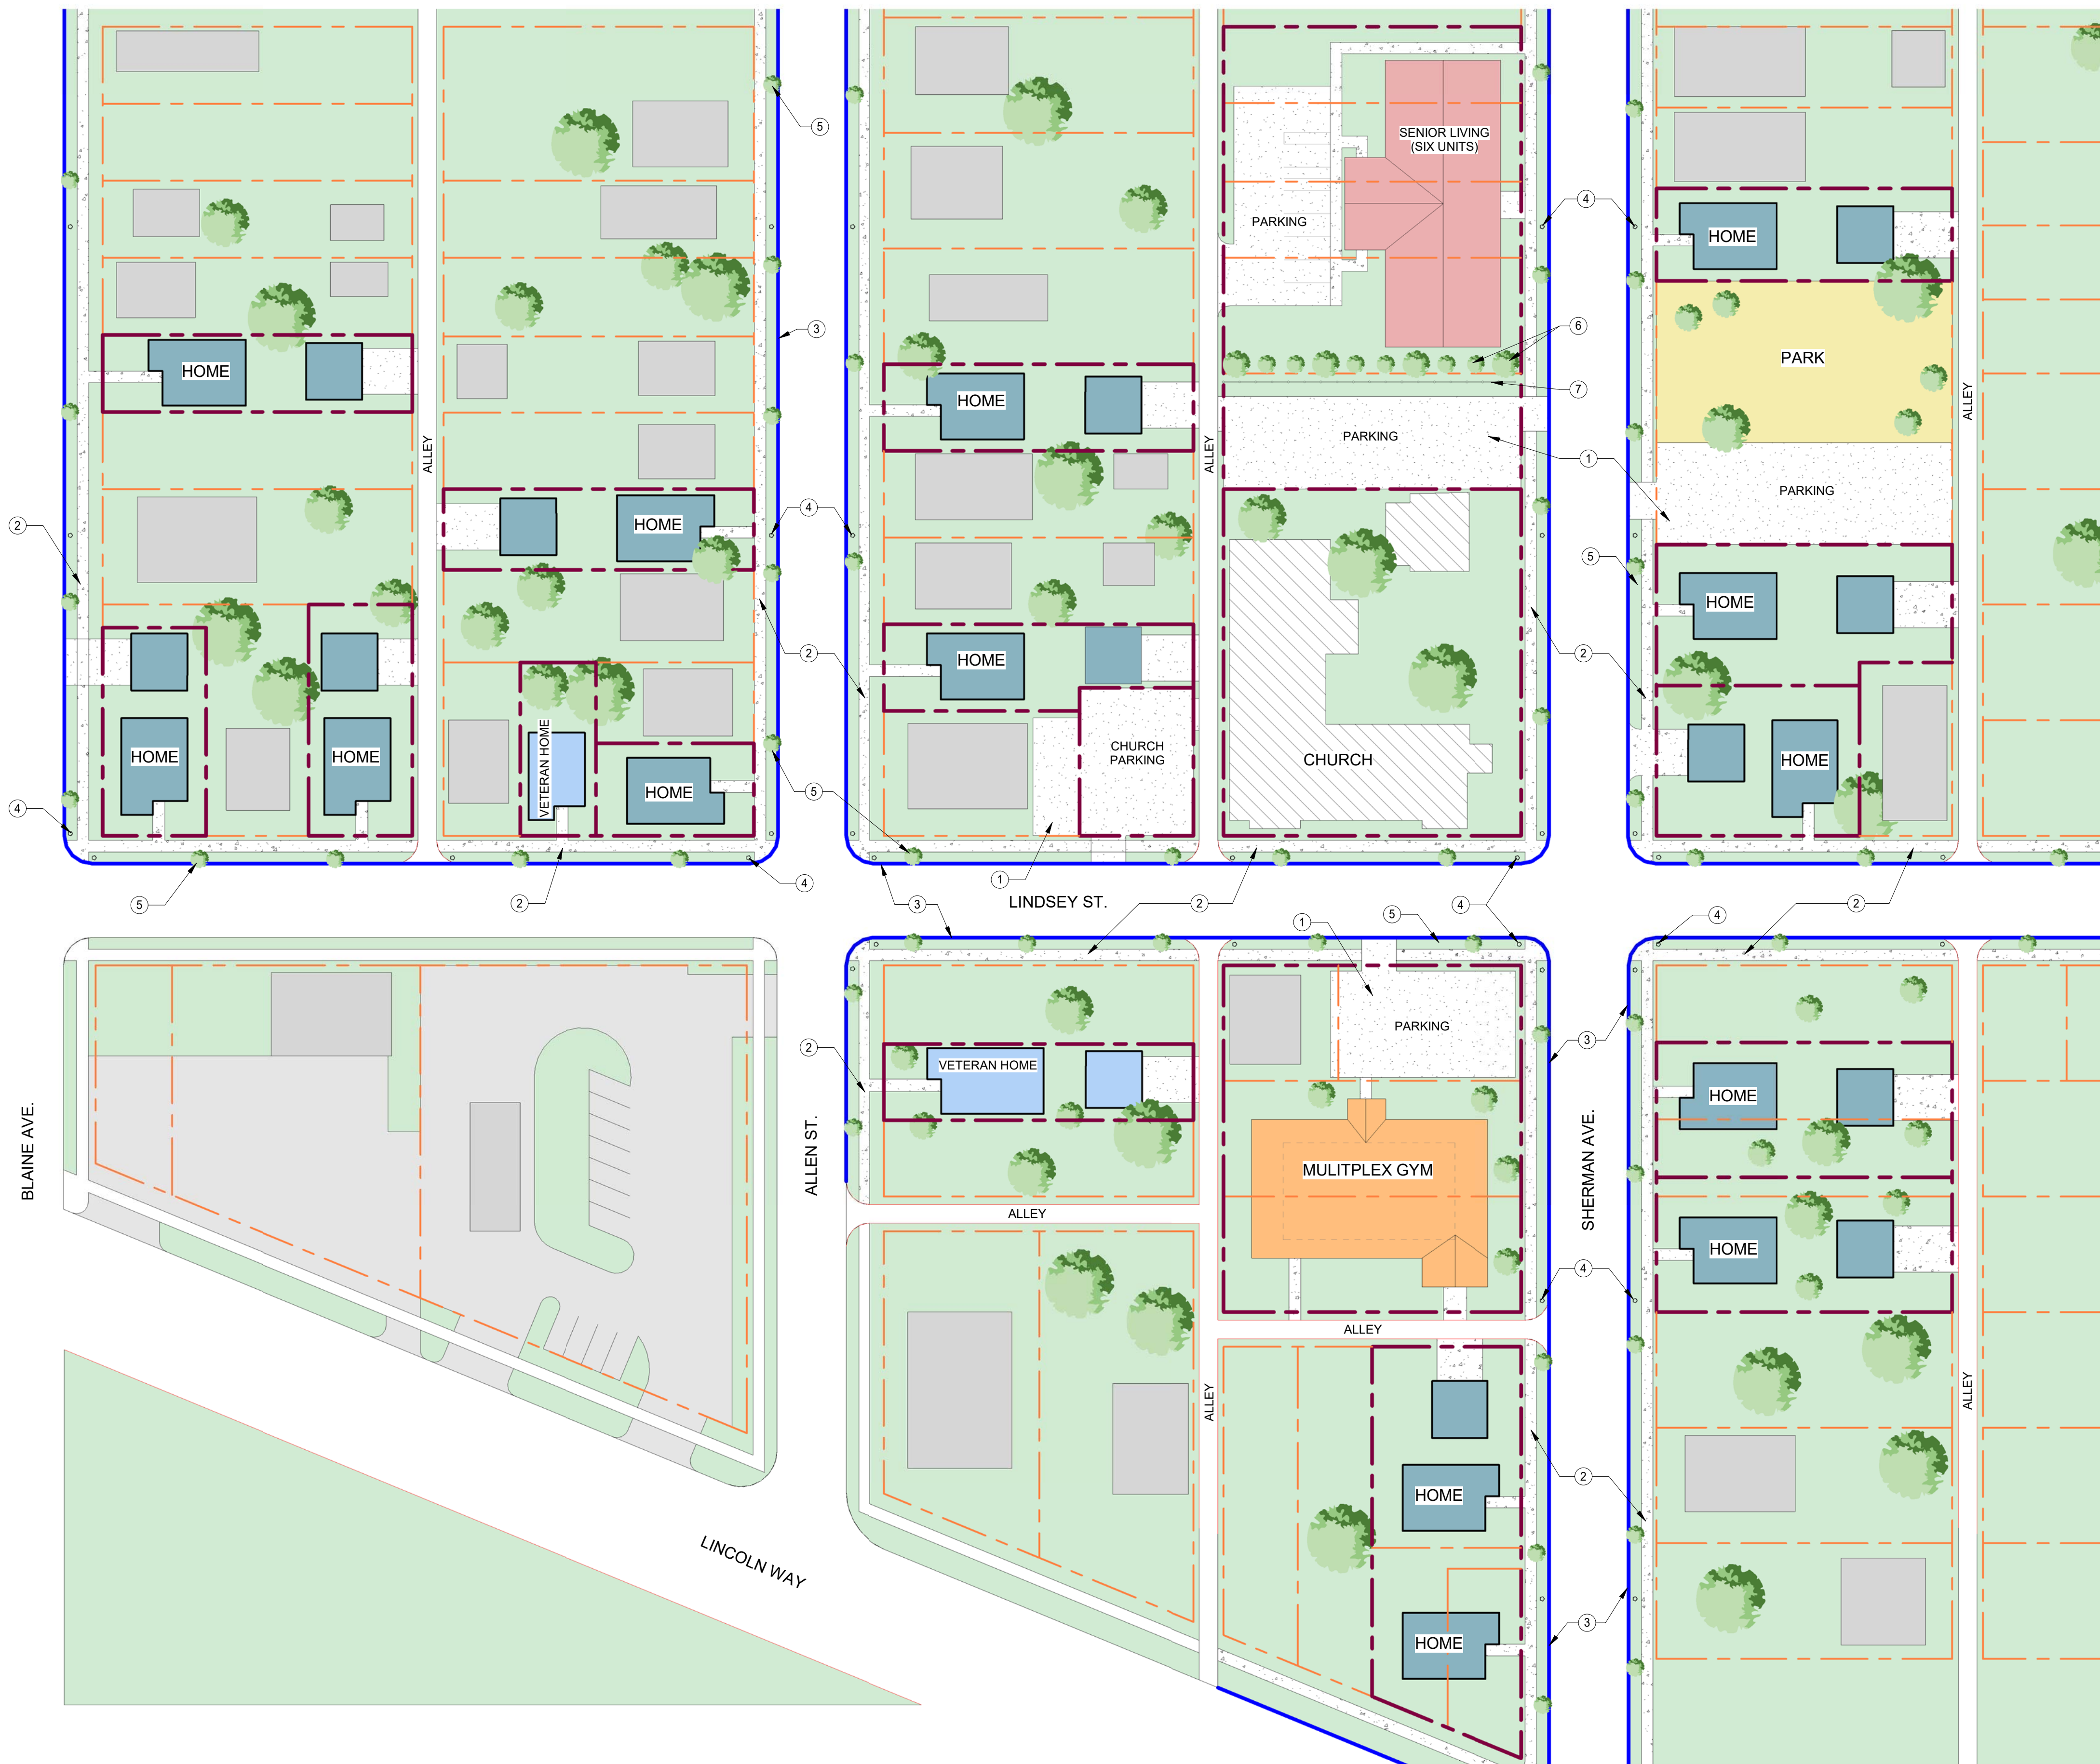 5
SENIOR LIVING
(SIX UNITS)
4
PARKING
HOME
3
6
PARK
HOME
7
HOME
ALLEY
ALLEY
ALLEY
PARKING
1
PARKING
2
4
HOME
5
HOME
2
HOME
2
VETERAN HOME
HOME
HOME
CHURCH
PARKING
CHURCH
HOME
HOME
5
4
1
4
5
2
3
LINDSEY ST.
2
5
4
2
4
1
PARKING
3
2
VETERAN HOME
HOME
BLAINE AVE.
ALLEN ST.
MULITPLEX GYM
SHERMAN AVE.
ALLEY
HOME
4
ALLEY
ALLEY
ALLEY
2
HOME
LINCOLN WAY
3
HOME